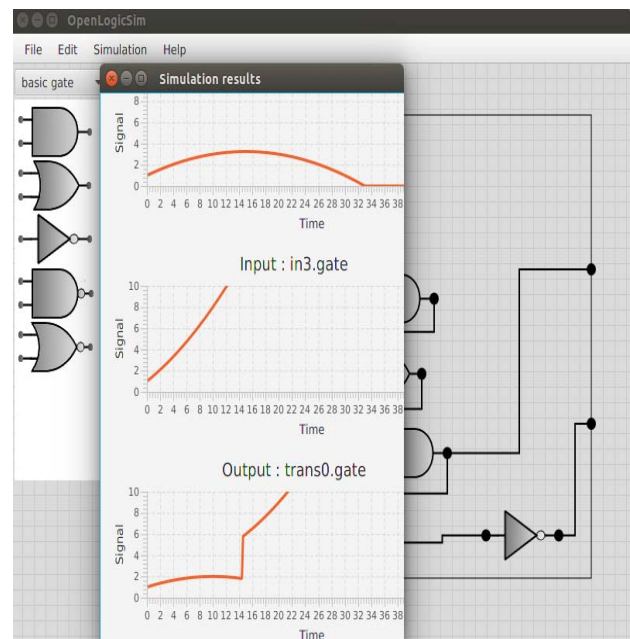 OpenLogicSim
File Edit Simulation Help
basic gate
Simulation results
8
6
4
2
0
Signal
0 2 4 6 8 10 12 14 16 18 20 22 24 26 28 30 32 34 36 38
Time
Input : in3.gate
10
8
6
4
2
0
Signal
0 2 4 6 8 10 12 14 16 18 20 22 24 26 28 30 32 34 36 38
Time
Output : trans0.gate
10
8
6
4
2
0
Signal
0 2 4 6 8 10 12 14 16 18 20 22 24 26 28 30 32 34 36 38
Time